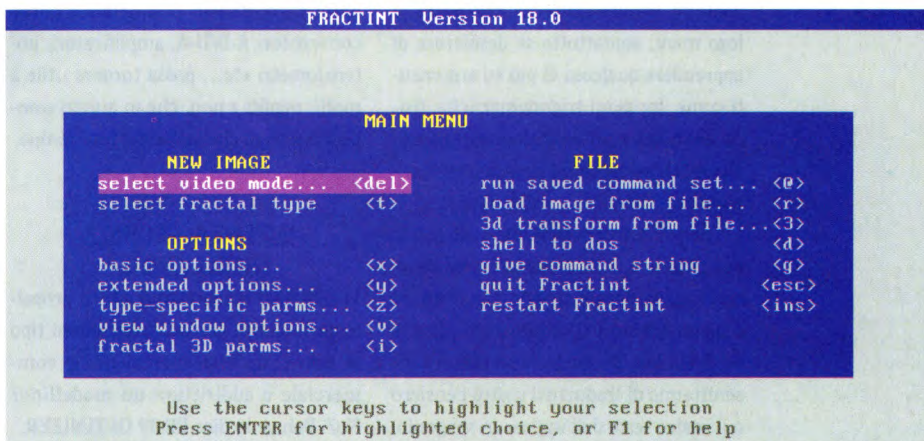 FRACTINT Version 18.0
MAIN MENU
NEW IMAGE
select video mode... <del>
select fractal type <t>
OPTIONS
basic options... <x>
extended options... <y>
type-specific parms... <z>
view window options... <v>
fractal 3D parms... <i>
FILE
run saved command set... <@>
load image from file... <r>
3d transform from file...<3>
shell to dos <d>
give command string <g>
quit Fractint <esc>
restart Fractint <ins>
Use the cursor keys to highlight your selection
Press ENTER for highlighted choice, or F1 for help